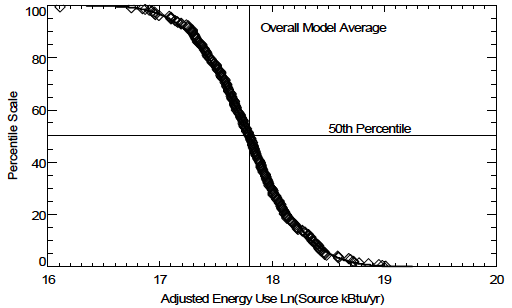 100
80
60
40
20
0
Percentile Scale
Overall Model Average
50th Percentile
16
17
18
19
20
Adjusted Energy Use Ln(Source kBtu/yr)